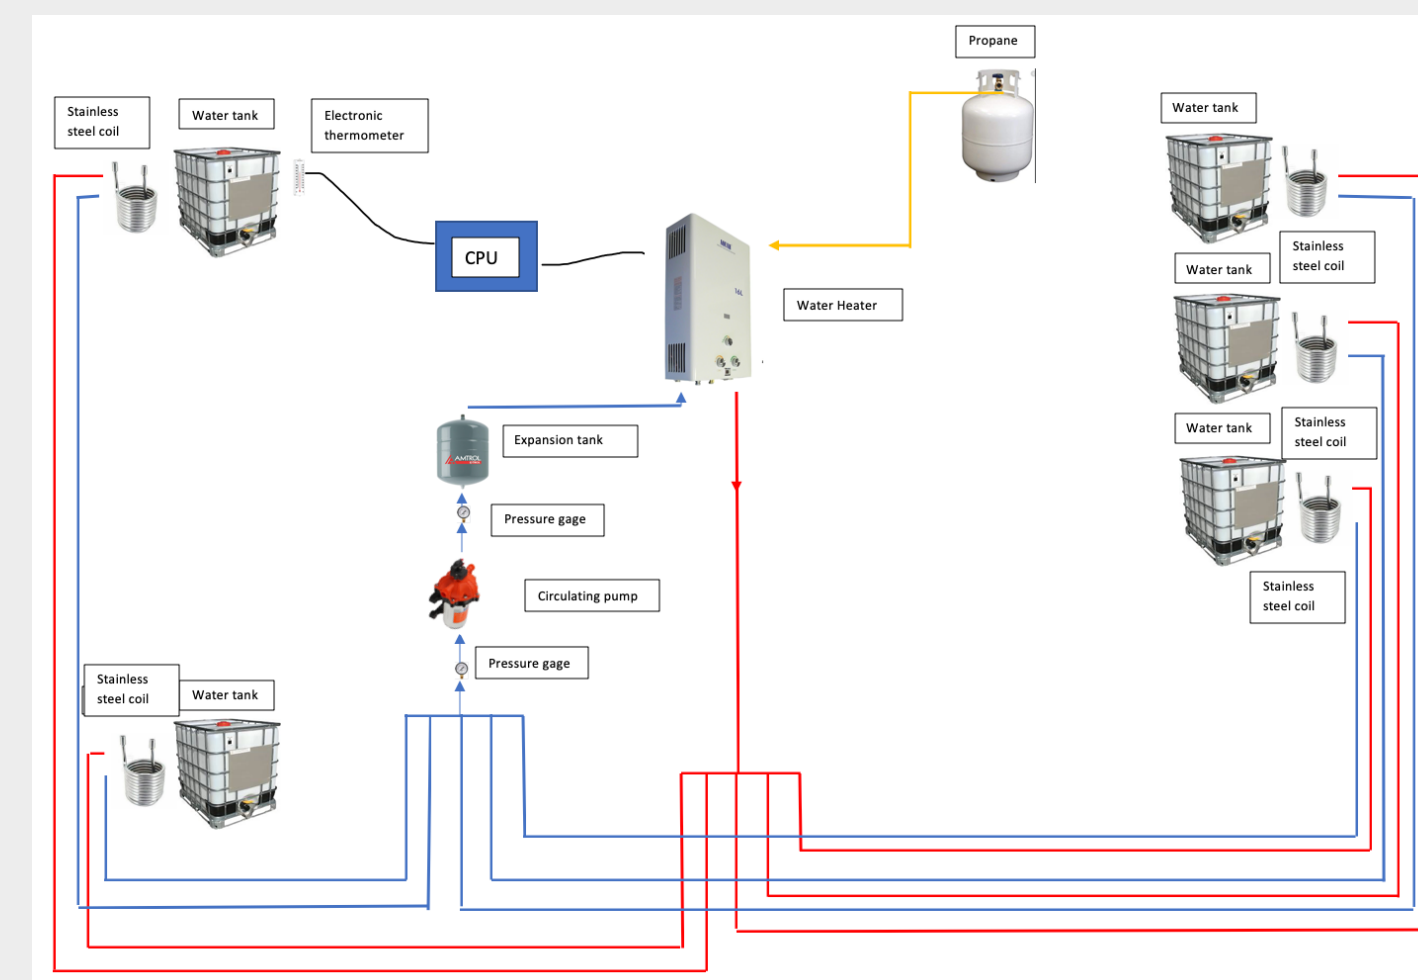 Propane
Stainless
steel coil
Water tank
Electronic
thermometer
Water tank
CPU
Stainless
steel coil
Water tank
Water Heater
Expansion tank
AMTROL
Stainless
steel coil
Water tank
Pressure gage
Circulating pump
Stainless
steel coil
Pressure gage
Stainless
steel coil
Water tank